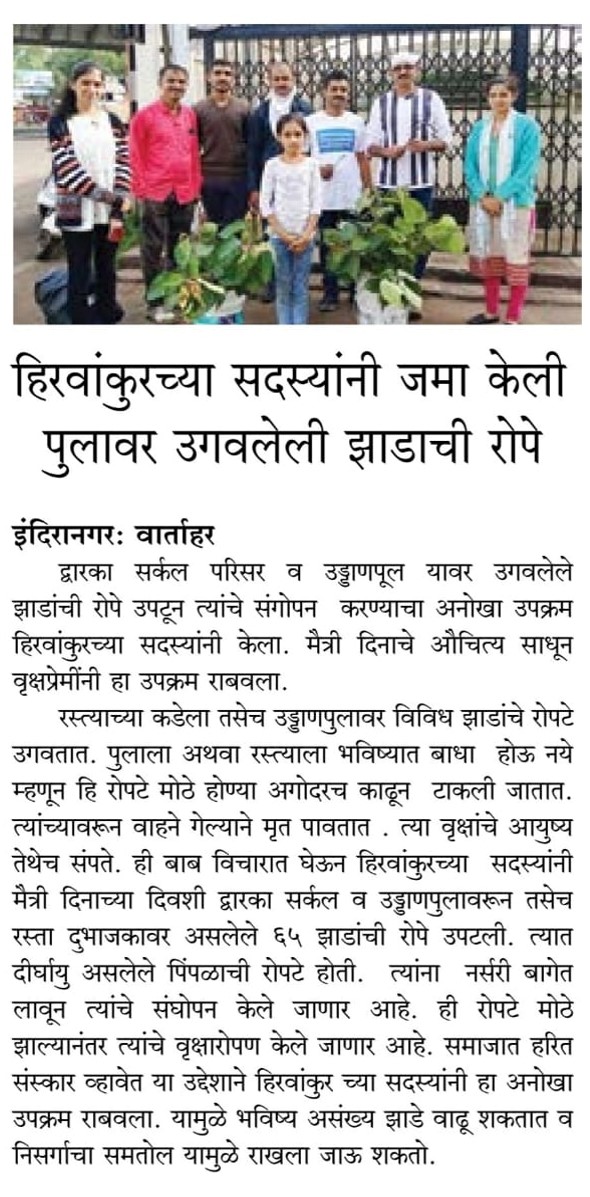 हिरवांकुरच्या सदस्यांनी जमा केली
पुलावर उगवलेली झाडाची रोपे
इंदिरानगर: वार्ताहर
द्वारका सर्कल परिसर व उड्डाणपूल यावर उगवलेले
झाडांची रोपे उपटून त्यांचे संगोपन करण्याचा अनोखा उपक्रम
हिरवांकुरच्या सदस्यांनी केला. मैत्री दिनाचे औचित्य साधून
वृक्षप्रेमींनी हा उपक्रम राबवला.
रस्त्याच्या कडेला तसेच उड्डाणपुलावर विविध झाडांचे रोपटे
उगवतात. पुलाला अथवा रस्त्याला भविष्यात बाधा होऊ नये
म्हणून हि रोपटे मोठे होण्या अगोदरच काढून टाकली जातात.
त्यांच्यावरून वाहने गेल्याने मृत पावतात . त्या वृक्षांचे आयुष्य
तेथेच संपते. ही बाब विचारात घेऊन हिरवांकुरच्या सदस्यांनी
मैत्री दिनाच्या दिवशी द्वारका सर्कल व उड्डाणपुलावरून तसेच
रस्ता दुभाजकावर असलेले ६५ झाडांची रोपे उपटली. त्यात
दीर्घायु असलेले पिंपळाची रोपटे होती. त्यांना नर्सरी बागेत
लावून त्यांचे संघोपन केले जाणार आहे. ही रोपटे मोठे
झाल्यानंतर त्यांचे वृक्षारोपण केले जाणार आहे. समाजात हरित
संस्कार व्हावेत या उद्देशाने हिरवांकुर च्या सदस्यांनी हा अनोखा
उपक्रम राबवला. यामुळे भविष्य असंख्य झाडे वाढू शकतात व
निसर्गाचा समतोल यामुळे राखला जाऊ शकतो.